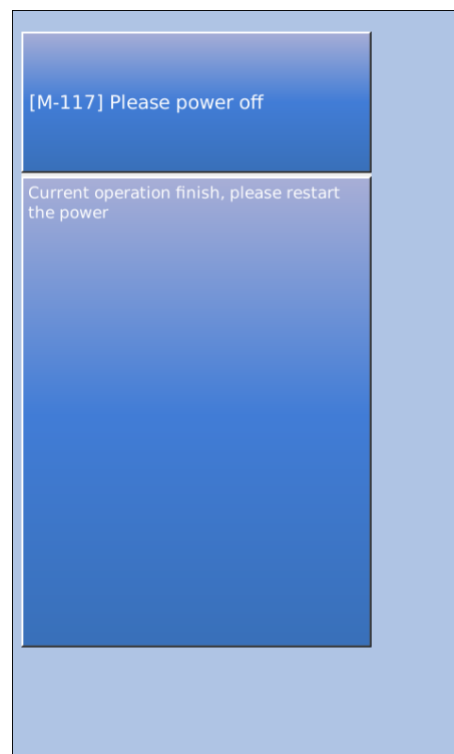 [M-117] Please power off
Current operation finish, please restart
the power